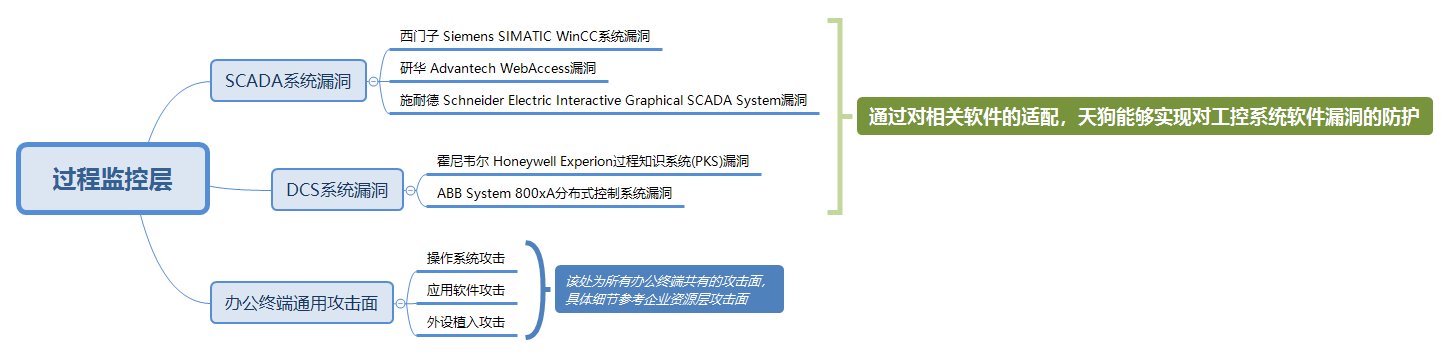 过程监控层
SCADA系统漏洞
西门子 Siemens SIMATIC WinCC系统漏洞
研华 Advantech WebAccess漏洞
施耐德 Schneider Electric Interactive Graphical SCADA System漏洞
DCS系统漏洞
霍尼韦尔 Honeywell Experion过程知识系统(PKS)漏洞
ABB System 800xA分布式控制系统漏洞
通过对相关软件的适配，天狗能够实现对工控系统软件漏洞的防护
办公终端通用攻击面
操作系统攻击
应用软件攻击
外设植入攻击
该处为所有办公终端共有的攻击面，
具体细节参考企业资源层攻击面